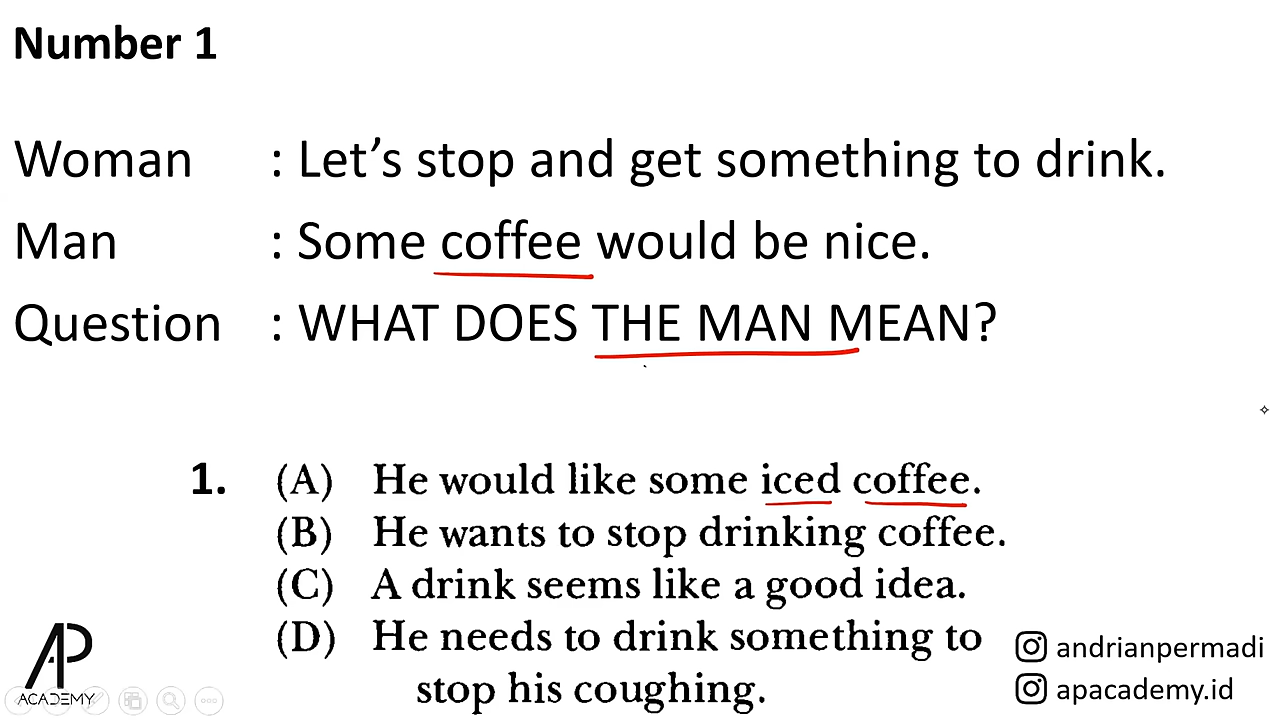 Number 1
Woman : Let’s stop and get something to drink.
Man : Some coffee would be nice.
Question : WHAT DOES THE MAN MEAN?
1. (A) He would like some iced coffee.
(B) He wants to stop drinking coffee.
(C) A drink seems like a good idea.
(D) He needs to drink something to
stop his coughing.
AP
ACADEMY
andrianpermadi
apacademy.id